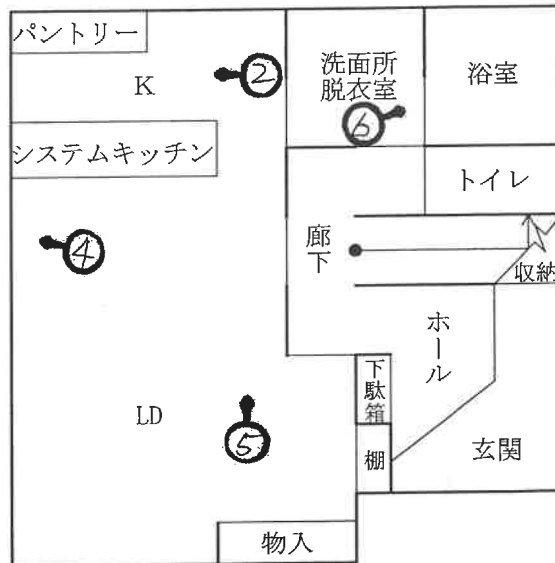 パントリー
K
②
洗面所
脱衣室
⑥
浴室
システムキッチン
トイレ
④
廊下
収納
ホール
下駄箱
LD
⑤
棚
玄関
物入